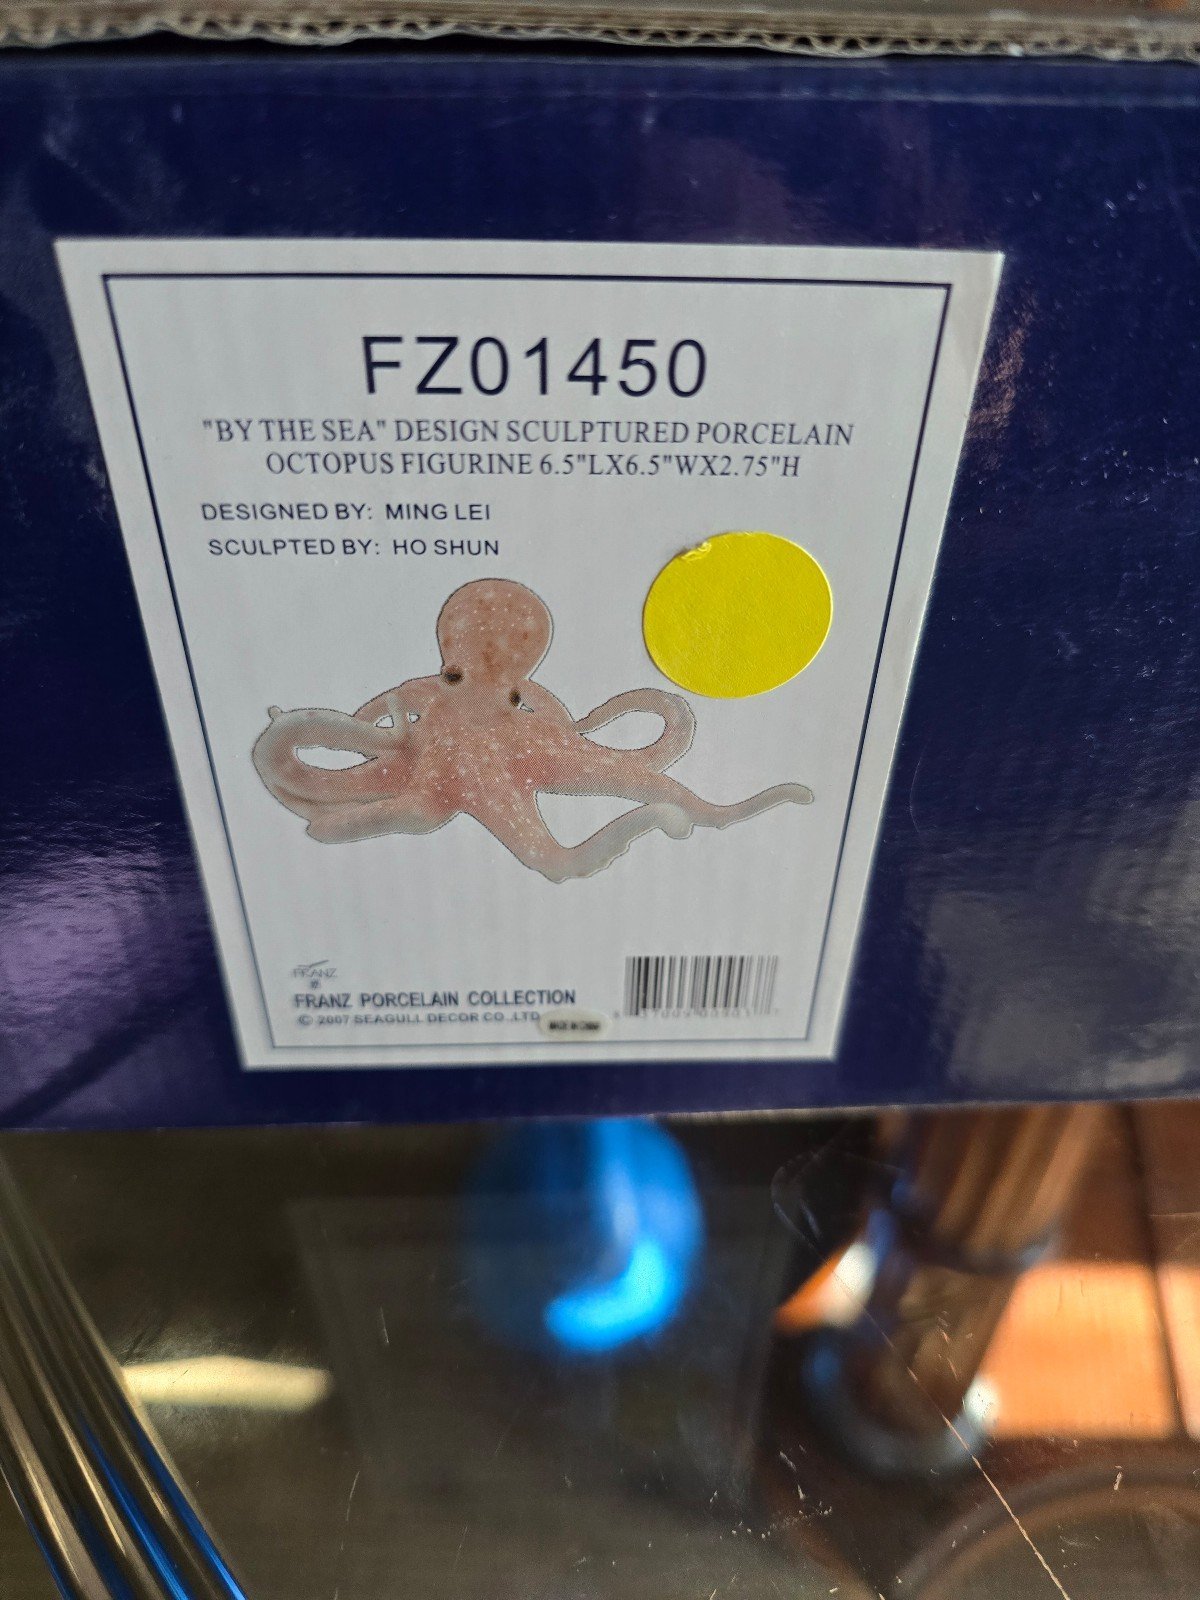 FZ01450
"BY THE SEA" DESIGN SCULPTURED PORCELAIN
OCTOPUS FIGURINE 6.5"LX6.5"WX2.75"H
DESIGNED BY: MING LEI
SCULPTED BY: HO SHUN
FRANZ
FRANZ PORCELAIN COLLECTION
© 2007 SEAGULL DECOR CO.,LTD